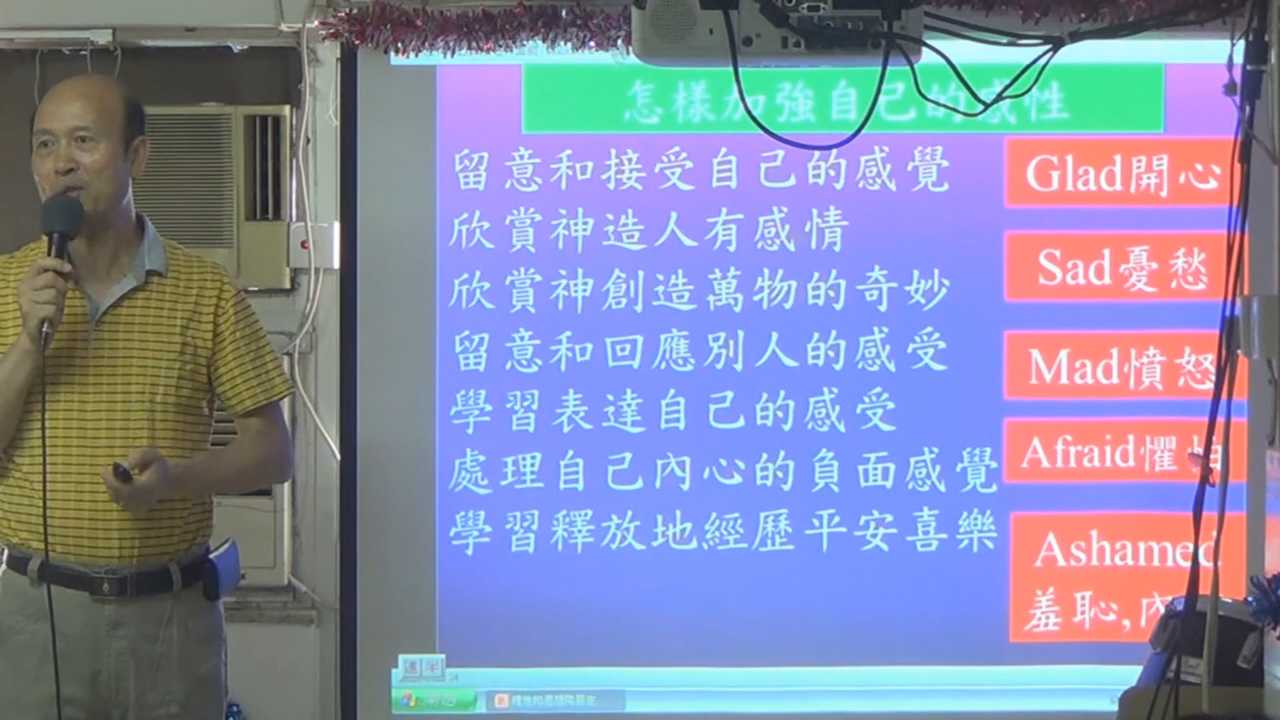 怎樣加強自己的感性
留意和接受自己的感覺
欣賞神造人有感情
欣賞神創造萬物的奇妙
留意和回應別人的感受
學習表達自己的感受
處理自己內心的負面感覺
學習釋放地經歷平安喜樂
Glad開心
Sad憂愁
Mad憤怒
Afraid懼怕
Ashamed
羞恥,內